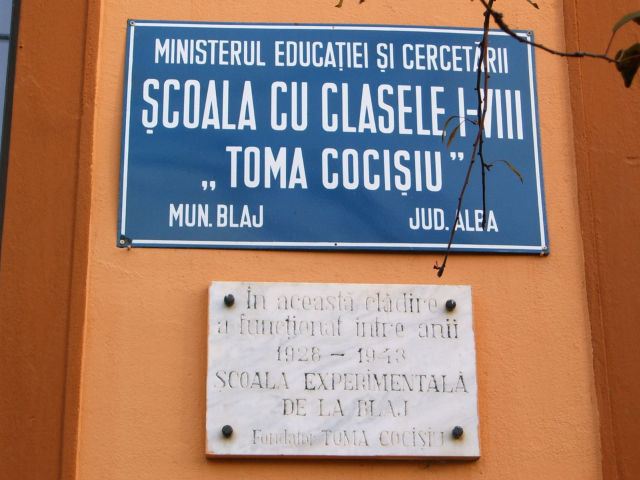 MINISTERUL EDUCAȚIEI ȘI CERCETĂRII
ȘCOALA CU CLASELE I-VIII
„TOMA COCIȘIU”
MUN. BLAJ JUD. ALBA
În această clădire
a funcționat între anii
1928 - 1943
ȘCOALA EXPERIMENTALĂ
DE LA BLAJ
Fondator TOMA COCIȘIU